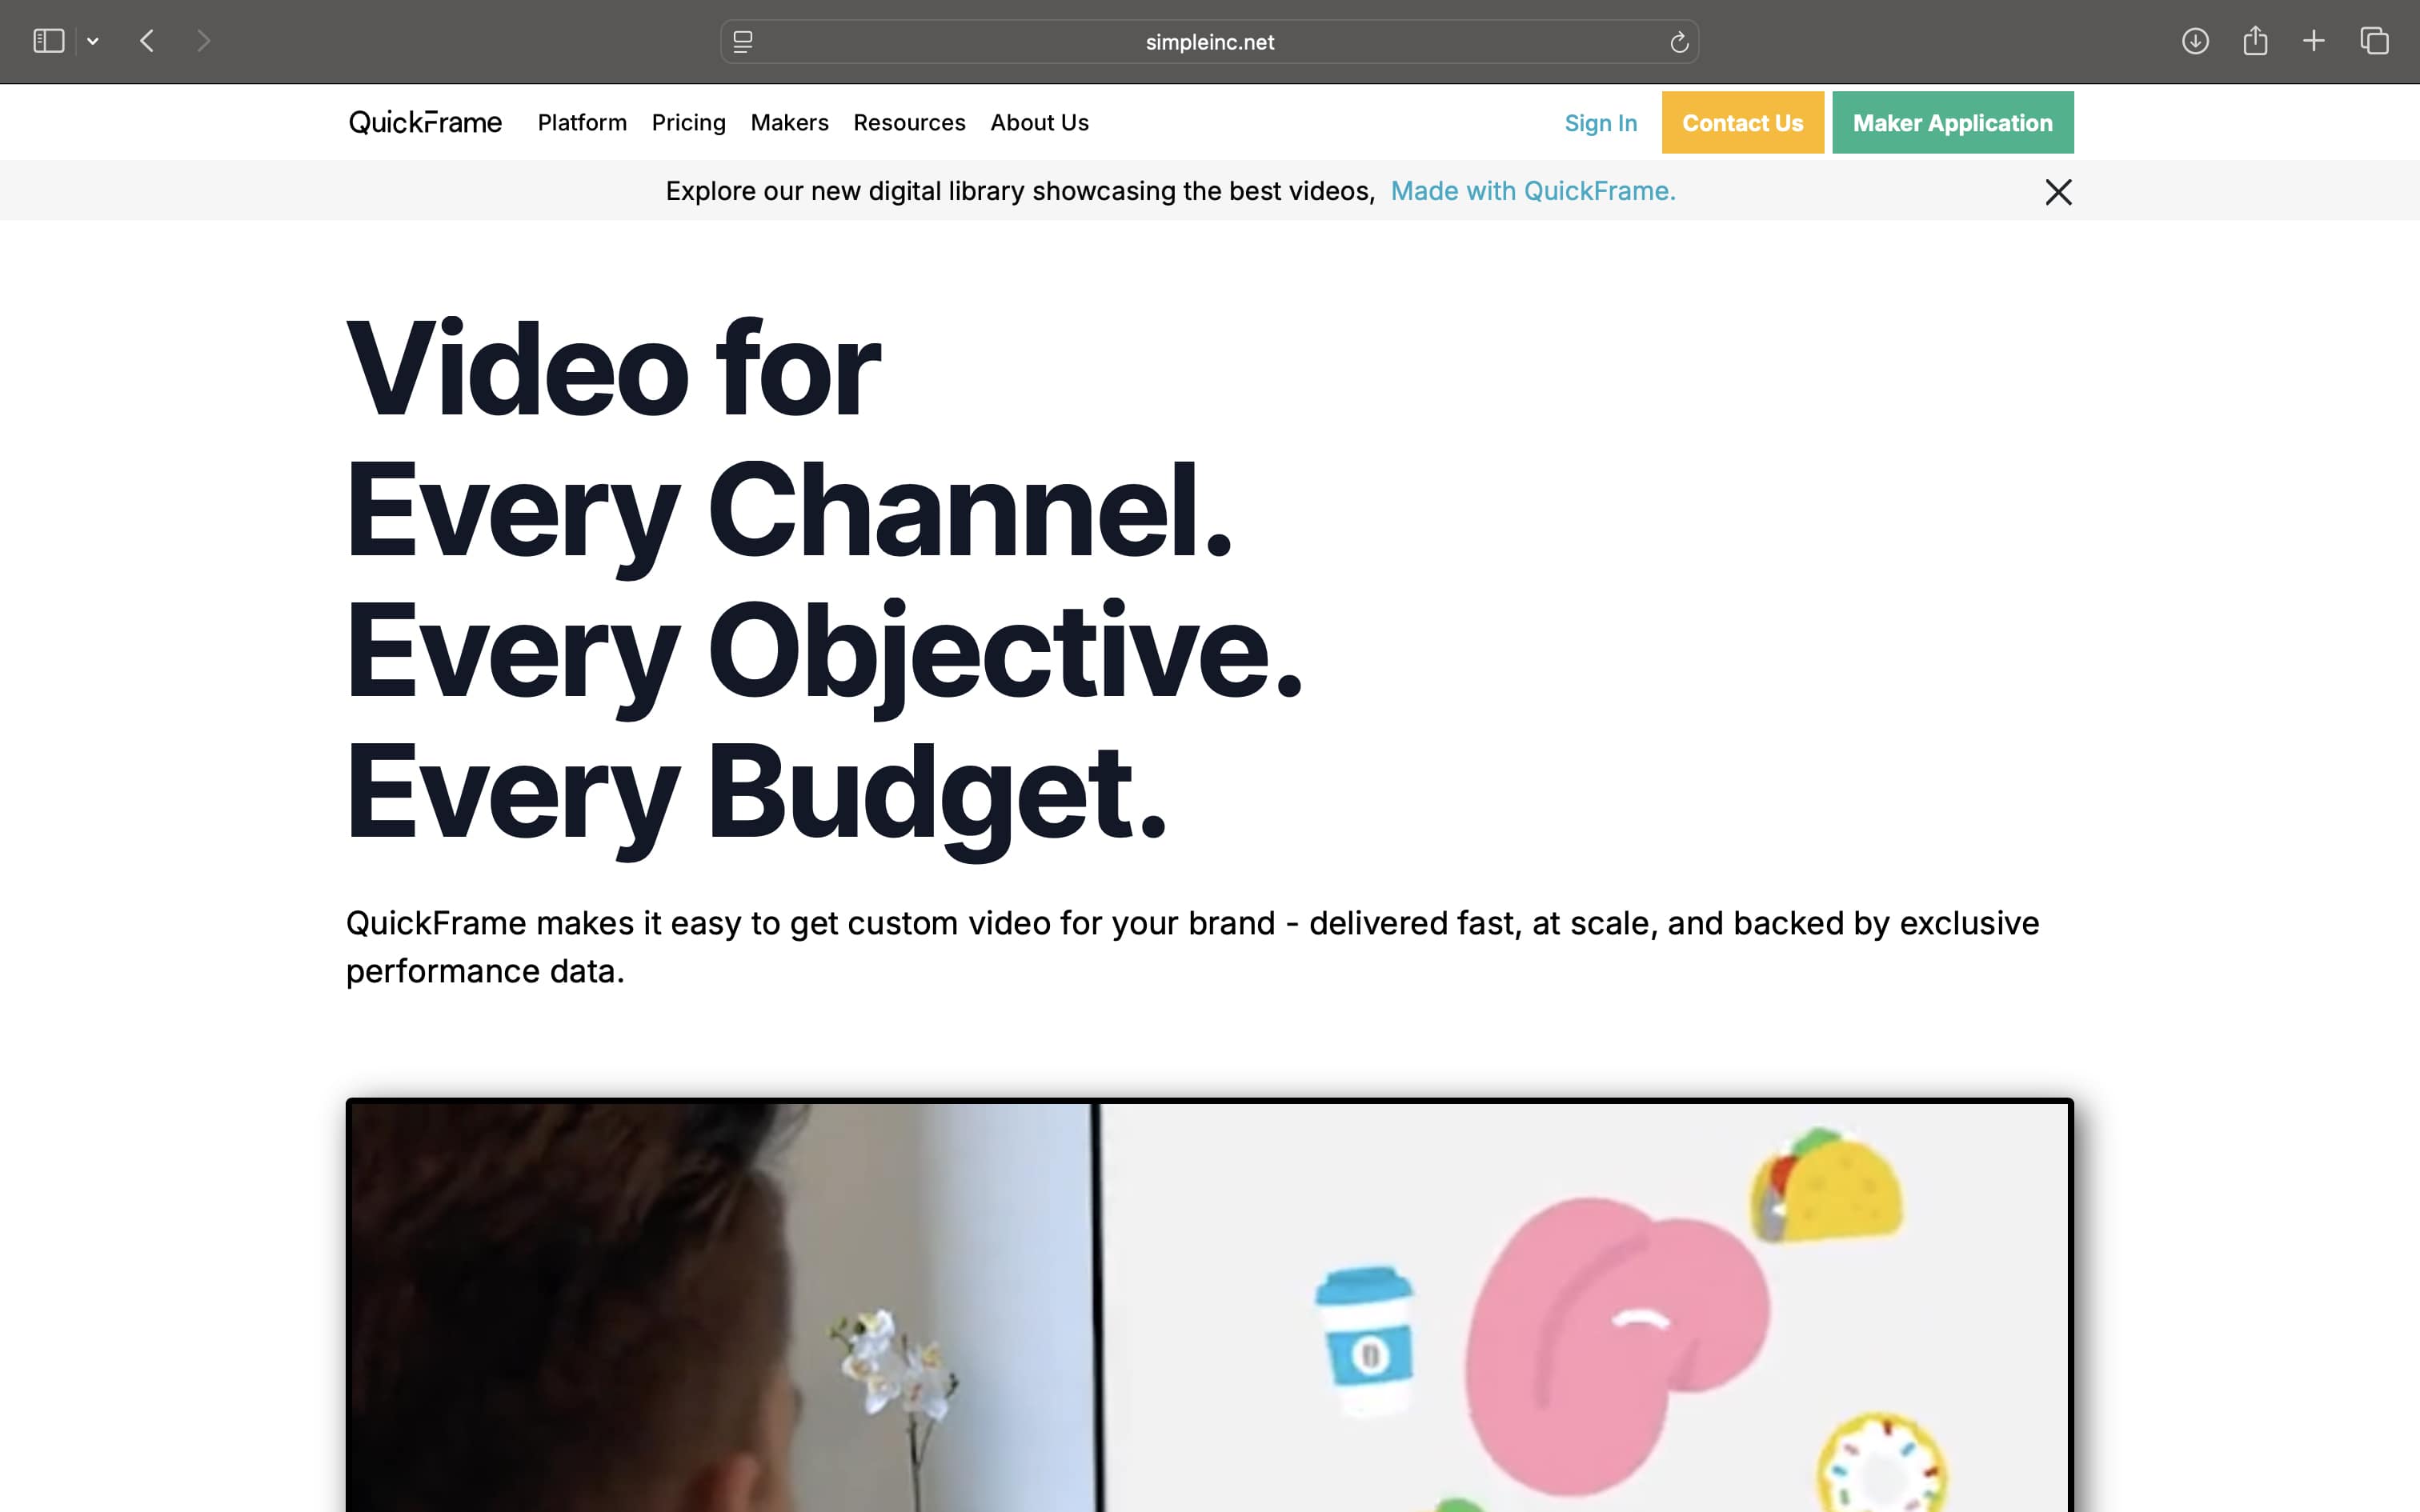 simpleinc.net
QuickFrame Platform Pricing Makers Resources About Us Sign In Contact Us Maker Application
Explore our new digital library showcasing the best videos, Made with QuickFrame.
Video for
Every Channel.
Every Objective.
Every Budget.
QuickFrame makes it easy to get custom video for your brand - delivered fast, at scale, and backed by exclusive
performance data.